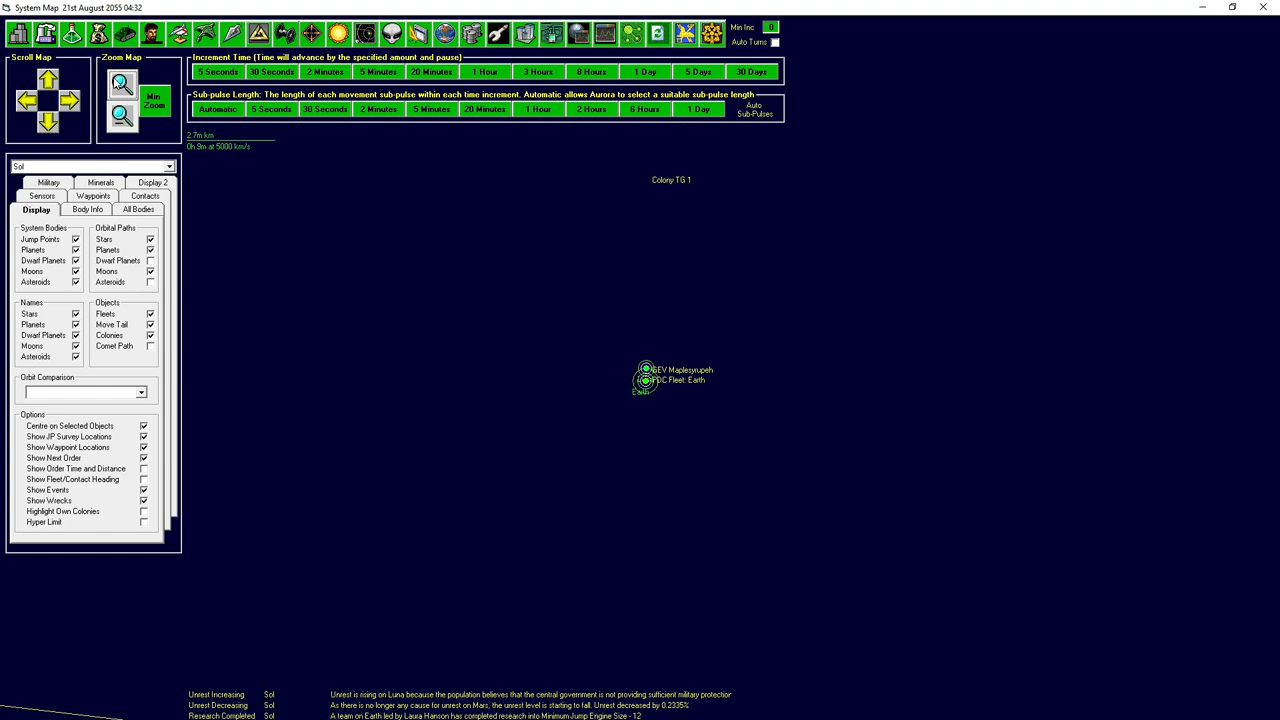 System Map   21st August 2055 04:32
Min Inc 0
Auto Turns
Scroll Map
Zoom Map
Min Zoom
Increment Time (Time will advance by the specified amount and pause)
5 Seconds 30 Seconds 2 Minutes 5 Minutes 20 Minutes 1 Hour 3 Hours 8 Hours 1 Day 5 Days 30 Days
Sub-pulse Length: The length of each movement sub-pulse within each time increment. Automatic allows Aurora to select a suitable sub-pulse length
Automatic 5 Seconds 30 Seconds 2 Minutes 5 Minutes 20 Minutes 1 Hour 2 Hours 6 Hours 1 Day
Auto Sub-Pulses
2.7m km
0h 9m at 5000 km/s
Sol
Military Minerals Display 2
Sensors Waypoints Contacts
Display Body Info All Bodies
System Bodies
Jump Points
Planets
Dwarf Planets
Moons
Asteroids
Orbital Paths
Stars
Planets
Dwarf Planets
Moons
Asteroids
Names
Stars
Planets
Dwarf Planets
Moons
Asteroids
Objects
Fleets
Move Tail
Colonies
Comet Path
Orbit Comparison
Options
Centre on Selected Objects
Show JP Survey Locations
Show Waypoint Locations
Show Next Order
Show Order Time and Distance
Show Fleet/Contact Heading
Show Events
Show Wrecks
Highlight Own Colonies
Hyper Limit
Colony TG 1
GEV Maplesyrupeh
PDC Fleet: Earth
Earth
Unrest Increasing Sol Unrest is rising on Luna because the population believes that the central government is not providing sufficient military protection
Unrest Decreasing Sol As there is no longer any cause for unrest on Mars, the unrest level is starting to fall. Unrest decreased by 0.2335%
Research Completed Sol A team on Earth led by Laura Hanson has completed research into Minimum Jump Engine Size - 12